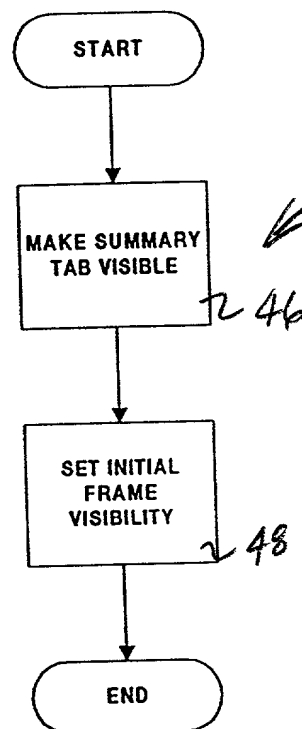 START
MAKE SUMMARY
TAB VISIBLE
46
SET INITIAL
FRAME
VISIBILITY
48
END